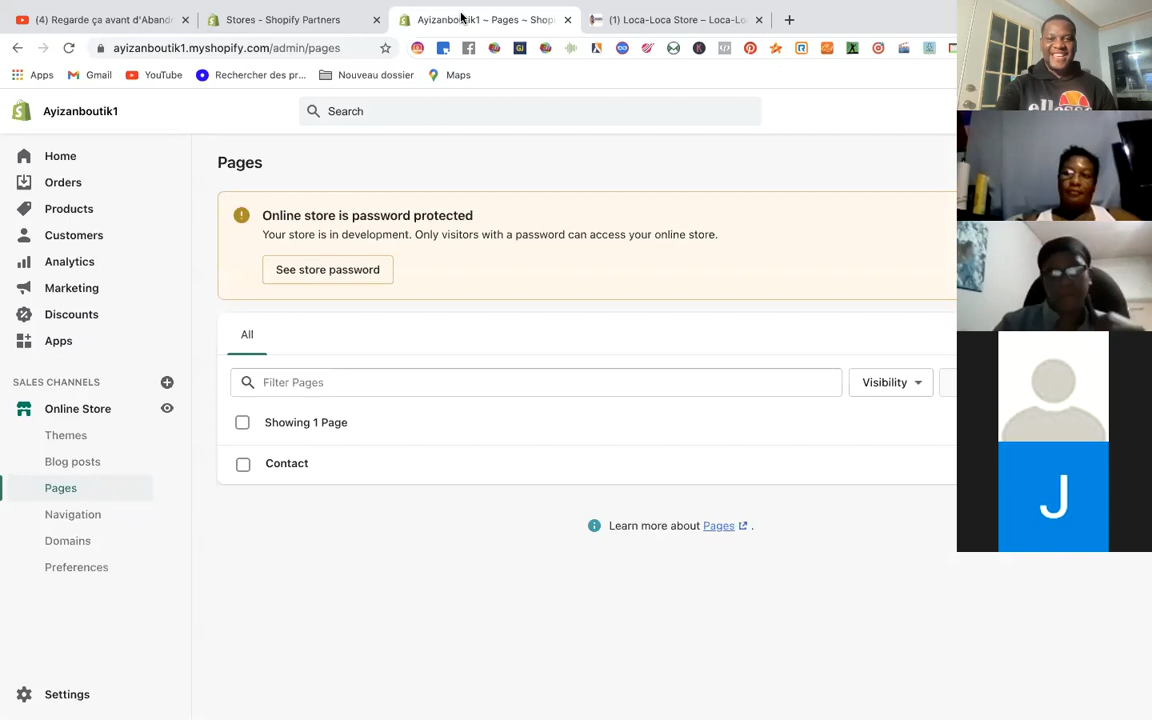 (4) Regarde ça avant d'Aband
Stores - Shopify Partners
Ayizanboutik1 ~ Pages ~ Shop
(1) Loca-Loca Store – Loca-Lo
ayizanboutik1.myshopify.com/admin/pages
Apps
Gmail
YouTube
Rechercher des pr...
Nouveau dossier
Maps
Ayizanboutik1
Search
ellesse
Home
Orders
Products
Customers
Analytics
Marketing
Discounts
Apps
SALES CHANNELS
Online Store
Themes
Blog posts
Pages
Navigation
Domains
Preferences
Settings
Pages
Online store is password protected
Your store is in development. Only visitors with a password can access your online store.
See store password
All
Filter Pages
Visibility
Showing 1 Page
Contact
Learn more about Pages .
J